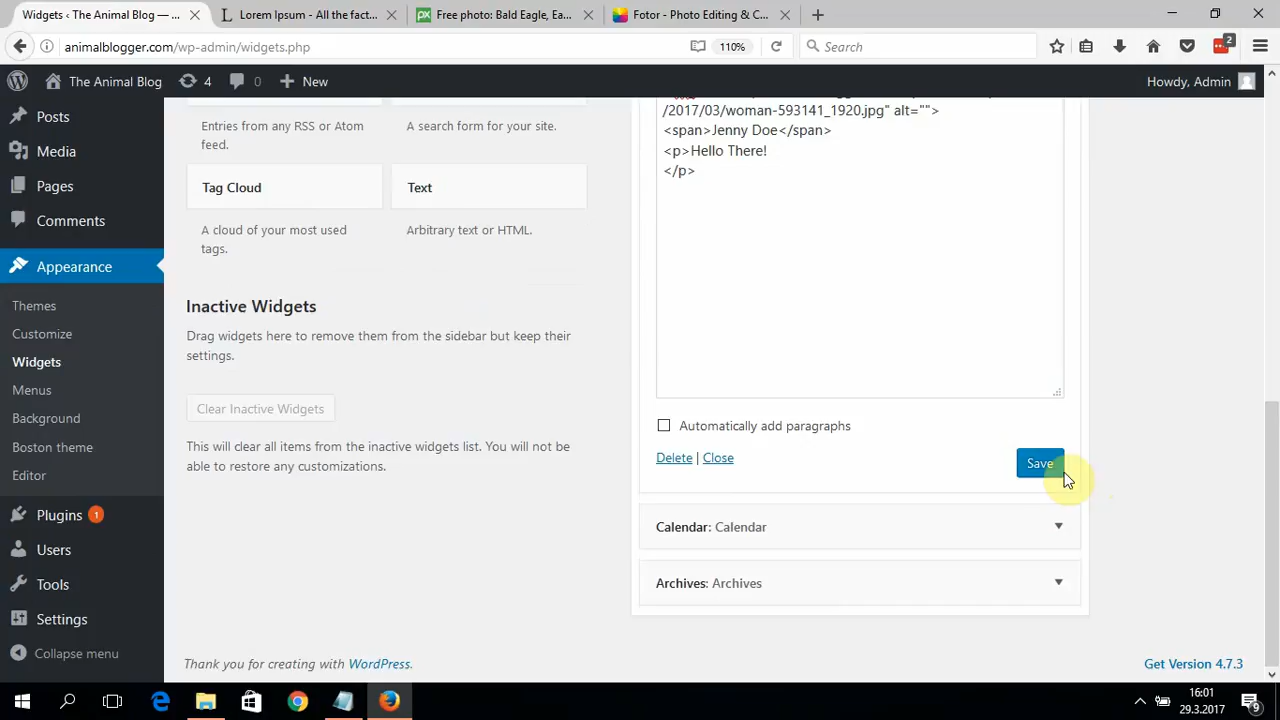 Widgets ‹ The Animal Blog — ...
Lorem Ipsum - All the fact...
Free photo: Bald Eagle, Ea...
Fotor - Photo Editing & C...
animalblogger.com/wp-admin/widgets.php
110%
Search
2
The Animal Blog
4
0
New
Howdy, Admin
Posts
Media
Pages
Comments
Appearance
Themes
Customize
Widgets
Menus
Background
Boston theme
Editor
Plugins 1
Users
Tools
Settings
Collapse menu
Entries from any RSS or Atom
feed.
A search form for your site.
Tag Cloud
Text
A cloud of your most used
tags.
Arbitrary text or HTML.
Inactive Widgets
Drag widgets here to remove them from the sidebar but keep their
settings.
Clear Inactive Widgets
This will clear all items from the inactive widgets list. You will not be
able to restore any customizations.
/2017/03/woman-593141_1920.jpg" alt="">
<span>Jenny Doe</span>
<p>Hello There!
</p>
Automatically add paragraphs
Delete | Close
Save
Calendar: Calendar
Archives: Archives
Thank you for creating with WordPress.
Get Version 4.7.3
16:01
29.3.2017
9